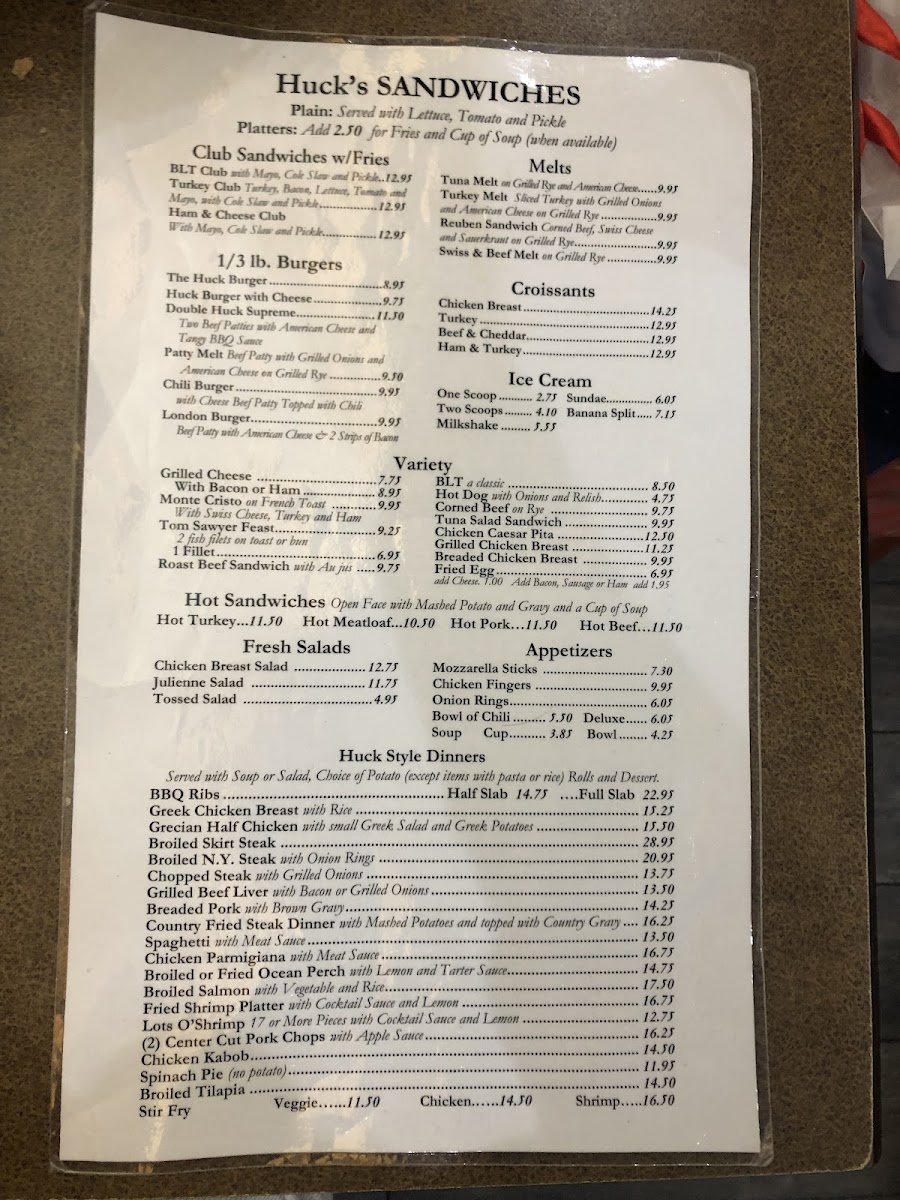 Huck's SANDWICHES
Plain: Served with Lettuce, Tomato and Pickle
Platters: Add 2.50 for Fries and Cup of Soup (when available)
Club Sandwiches w/Fries
BLT Club with Mayo, Cole Slaw and Pickle..12.95
Turkey Club Turkey, Bacon, Lettuce, Tomato and
Mayo, with Cole Slaw and Pickle....................12.95
Ham & Cheese Club
With Mayo, Cole Slaw and Pickle..............12.95
1/3 lb. Burgers
The Huck Burger..............................8.95
Huck Burger with Cheese..................9.75
Double Huck Supreme.....................11.50
Two Beef Patties with American Cheese and
Tangy BBQ Sauce
Patty Melt Beef Patty with Grilled Onions and
American Cheese on Grilled Rye .............9.50
Chili Burger.....................................9.95
with Cheese Beef Patty Topped with Chili
London Burger................................9.95
Beef Patty with American Cheese & 2 Strips of Bacon
Melts
Tuna Melt on Grilled Rye and American Cheese......9.95
Turkey Melt Sliced Turkey with Grilled Onions
and American Cheese on Grilled Rye ..............9.95
Reuben Sandwich Corned Beef, Swiss Cheese
and Sauerkraut on Grilled Rye.....................9.95
Swiss & Beef Melt on Grilled Rye .............9.95
Croissants
Chicken Breast................................14.25
Turkey ...........................................12.95
Beef & Cheddar...............................12.95
Ham & Turkey................................12.95
Ice Cream
One Scoop .......... 2.75 Sundae.............. 6.05
Two Scoops........ 4.10 Banana Split..... 7.15
Milkshake ......... 5.55
Variety
Grilled Cheese ..............................7.75
With Bacon or Ham ..................8.95
Monte Cristo on French Toast ...........9.95
With Swiss Cheese, Turkey and Ham
Tom Sawyer Feast..........................9.25
2 fish filets on toast or bun
1 Fillet........................................6.95
Roast Beef Sandwich with Au jus .....9.75
BLT a classic ................................... 8.50
Hot Dog with Onions and Relish............ 4.75
Corned Beef on Rye .......................... 9.75
Tuna Salad Sandwich ..................... 9.95
Chicken Caesar Pita ......................12.50
Grilled Chicken Breast ...................11.25
Breaded Chicken Breast ................ 9.95
Fried Egg...................................... 6.95
add Cheese. 1.00 Add Bacon, Sausage or Ham add 1.95
Hot Sandwiches Open Face with Mashed Potato and Gravy and a Cup of Soup
Hot Turkey...11.50 Hot Meatloaf...10.50 Hot Pork...11.50 Hot Beef...11.50
Fresh Salads
Chicken Breast Salad .................. 12.75
Julienne Salad ............................. 11.75
Tossed Salad ................................4.95
Appetizers
Mozzarella Sticks ........................... 7.30
Chicken Fingers ............................ 9.95
Onion Rings................................... 6.05
Bowl of Chili ......... 5.50 Deluxe...... 6.05
Soup Cup.......... 3.85 Bowl........ 4.25
Huck Style Dinners
Served with Soup or Salad, Choice of Potato (except items with pasta or rice) Rolls and Dessert.
BBQ Ribs ..................................................... Half Slab 14.75 ....Full Slab 22.95
Greek Chicken Breast with Rice ................................................ 15.25
Grecian Half Chicken with small Greek Salad and Greek Potatoes ......................... 15.50
Broiled Skirt Steak ................................................ 28.95
Broiled N.Y. Steak with Onion Rings ................................................ 20.95
Chopped Steak with Grilled Onions ................................................ 13.75
Grilled Beef Liver with Bacon or Grilled Onions................................................ 13.50
Breaded Pork with Brown Gravy................................................ 14.25
Country Fried Steak Dinner with Mashed Potatoes and topped with Country Gravy .... 16.25
Spaghetti with Meat Sauce................................................ 13.50
Chicken Parmigiana with Meat Sauce................................................ 16.75
Broiled or Fried Ocean Perch with Lemon and Tarter Sauce................................ 14.75
Broiled Salmon with Vegetable and Rice................................................ 17.50
Fried Shrimp Platter with Cocktail Sauce and Lemon ........................................ 16.75
Lots O'Shrimp 17 or More Pieces with Cocktail Sauce and Lemon ............................ 12.75
(2) Center Cut Pork Chops with Apple Sauce................................................ 16.25
Chicken Kabob................................................ 14.50
Spinach Pie (no potato)................................................ 11.95
Broiled Tilapia ................................................ 14.50
Stir Fry Veggie......11.50 Chicken......14.50 Shrimp.....16.50